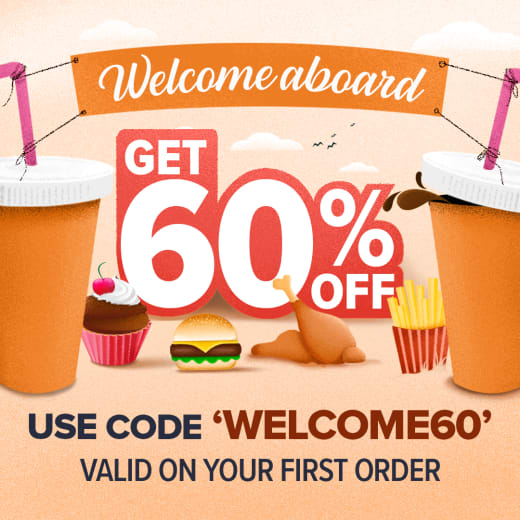 Welcome aboard
GET
60%
OFF
USE CODE ‘WELCOME60’
VALID ON YOUR FIRST ORDER